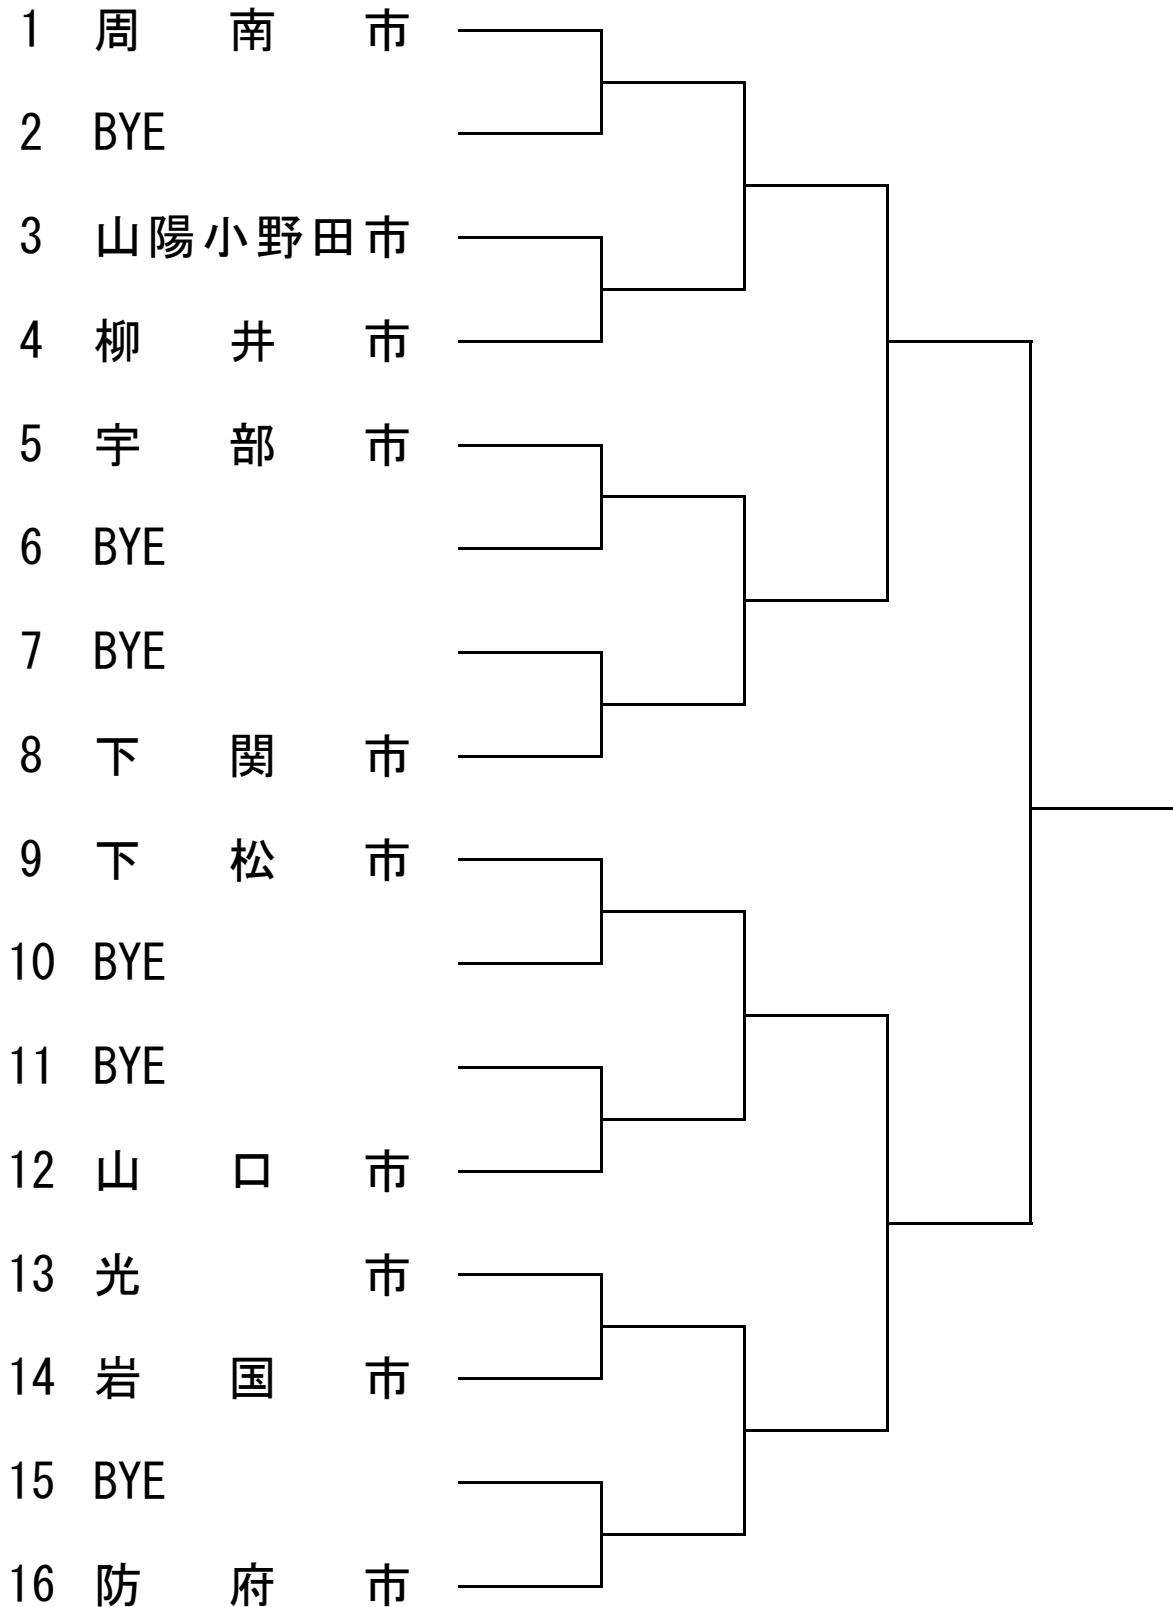 1 周南市
2 BYE
3 山陽小野田市
4 柳井市
5 宇部市
6 BYE
7 BYE
8 下関市
9 下松市
10 BYE
11 BYE
12 山口市
13 光市
14 岩国市
15 BYE
16 防府市